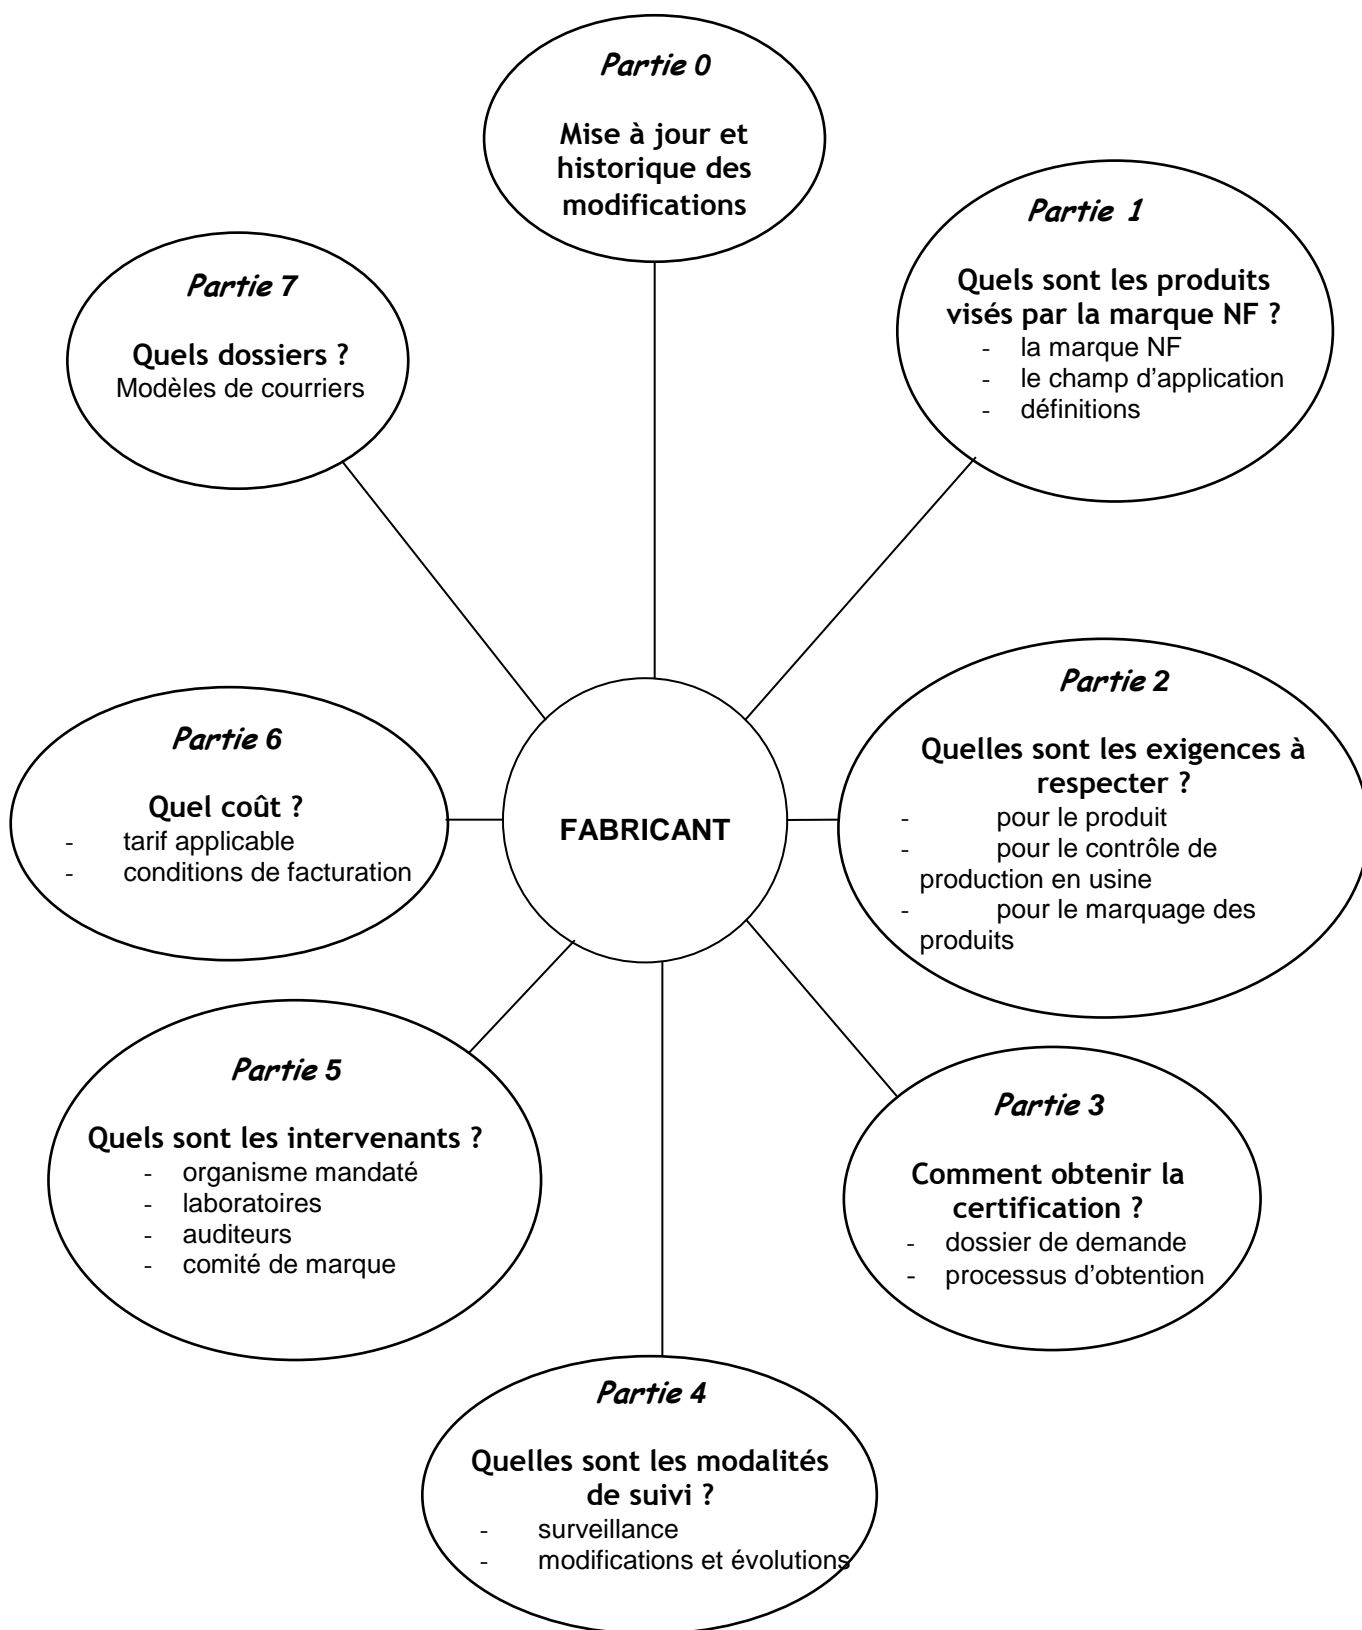 Partie 0
Mise à jour et
historique des
modifications
Partie 1
Quels sont les produits
visés par la marque NF ?
- la marque NF
- le champ d’application
- définitions
Partie 7
Quels dossiers ?
Modèles de courriers
Partie 2
Quelles sont les exigences à
respecter ?
- pour le produit
- pour le contrôle de
production en usine
- pour le marquage des
produits
Partie 6
Quel coût ?
- tarif applicable
- conditions de facturation
FABRICANT
Partie 5
Quels sont les intervenants ?
- organisme mandaté
- laboratoires
- auditeurs
- comité de marque
Partie 3
Comment obtenir la
certification ?
- dossier de demande
- processus d’obtention
Partie 4
Quelles sont les modalités
de suivi ?
- surveillance
- modifications et évolutions